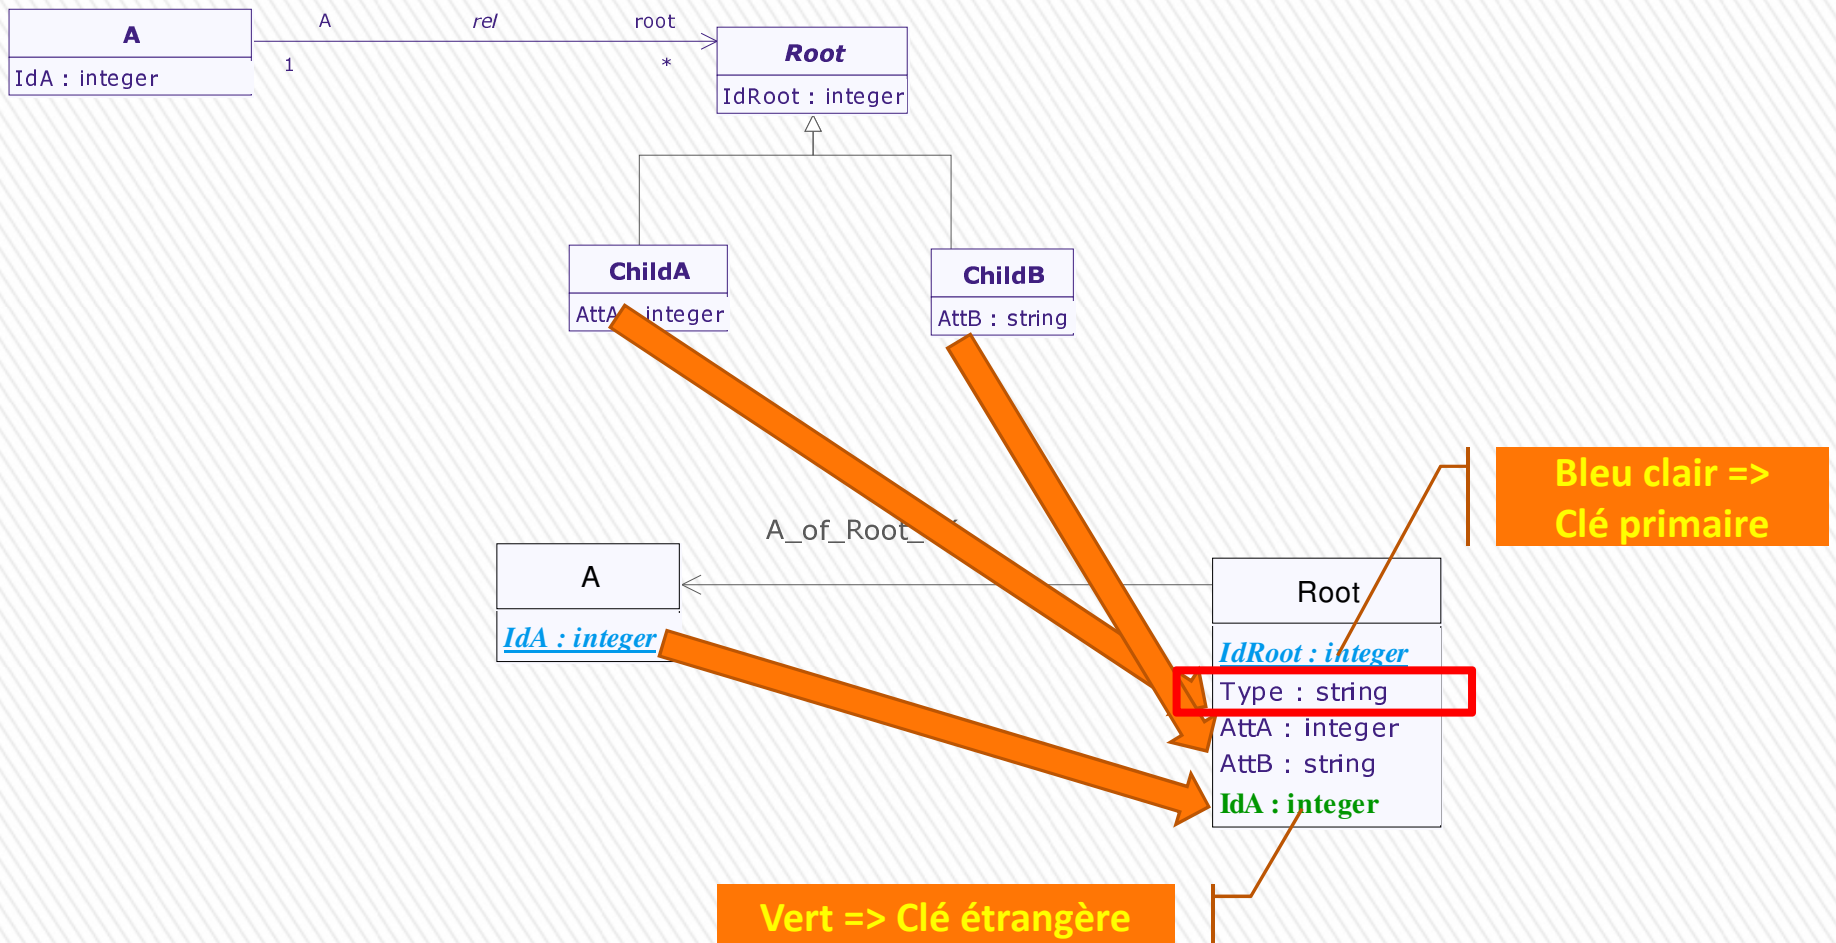 A
IdA : integer
A rel root
1 *
Root
IdRoot : integer
ChildA
AttA integer
ChildB
AttB : string
Bleu clair =>
Clé primaire
A_of_Root_
A
IdA : integer
Root
IdRoot : integer
Type : string
AttA : integer
AttB : string
IdA : integer
Vert => Clé étrangère